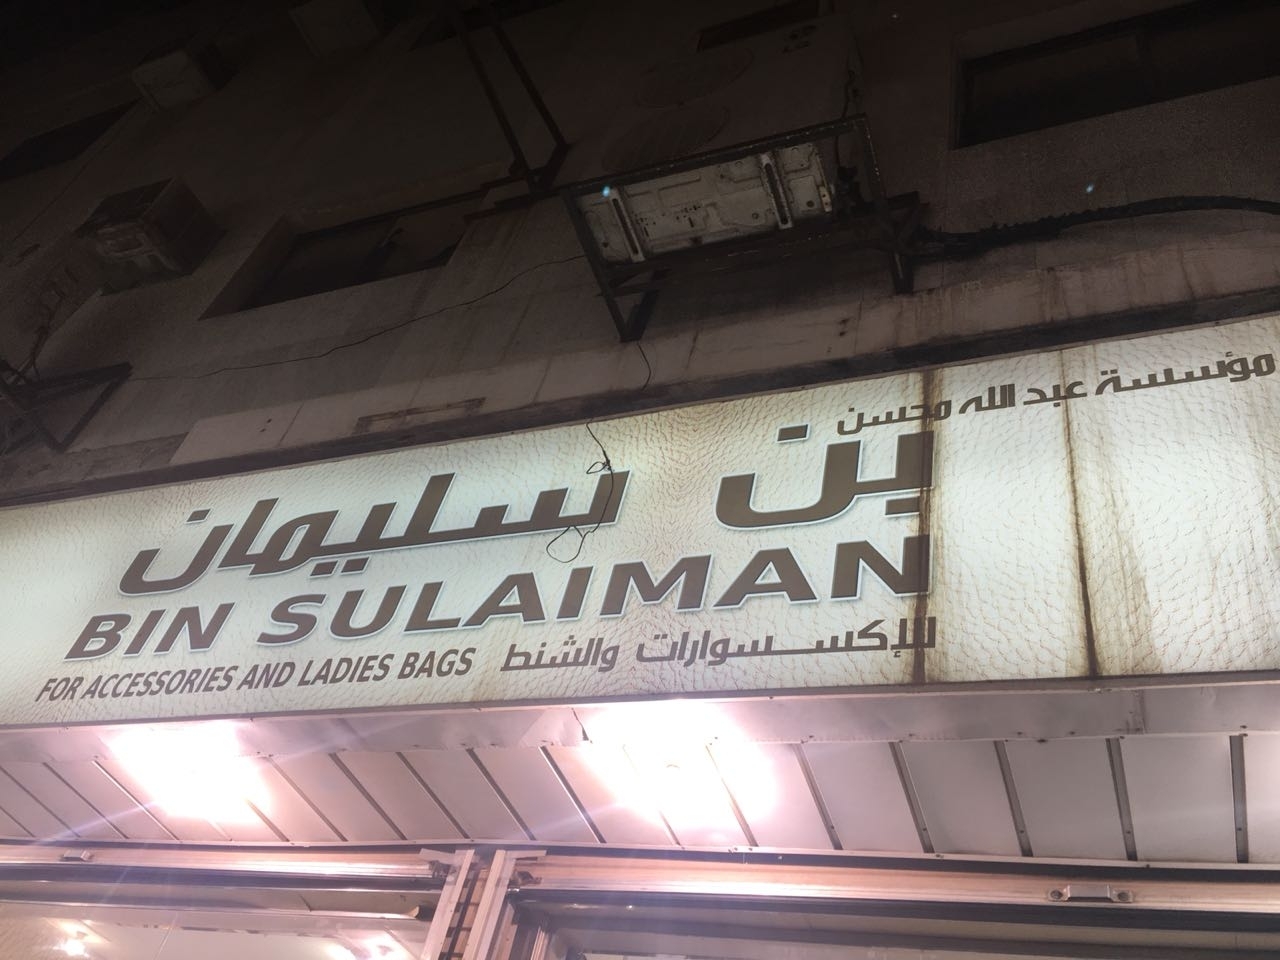 مؤسسة عبد الله محسن
بن سليمان
BIN SULAIMAN
للإكسسوارات والشنط
FOR ACCESSORIES AND LADIES BAGS